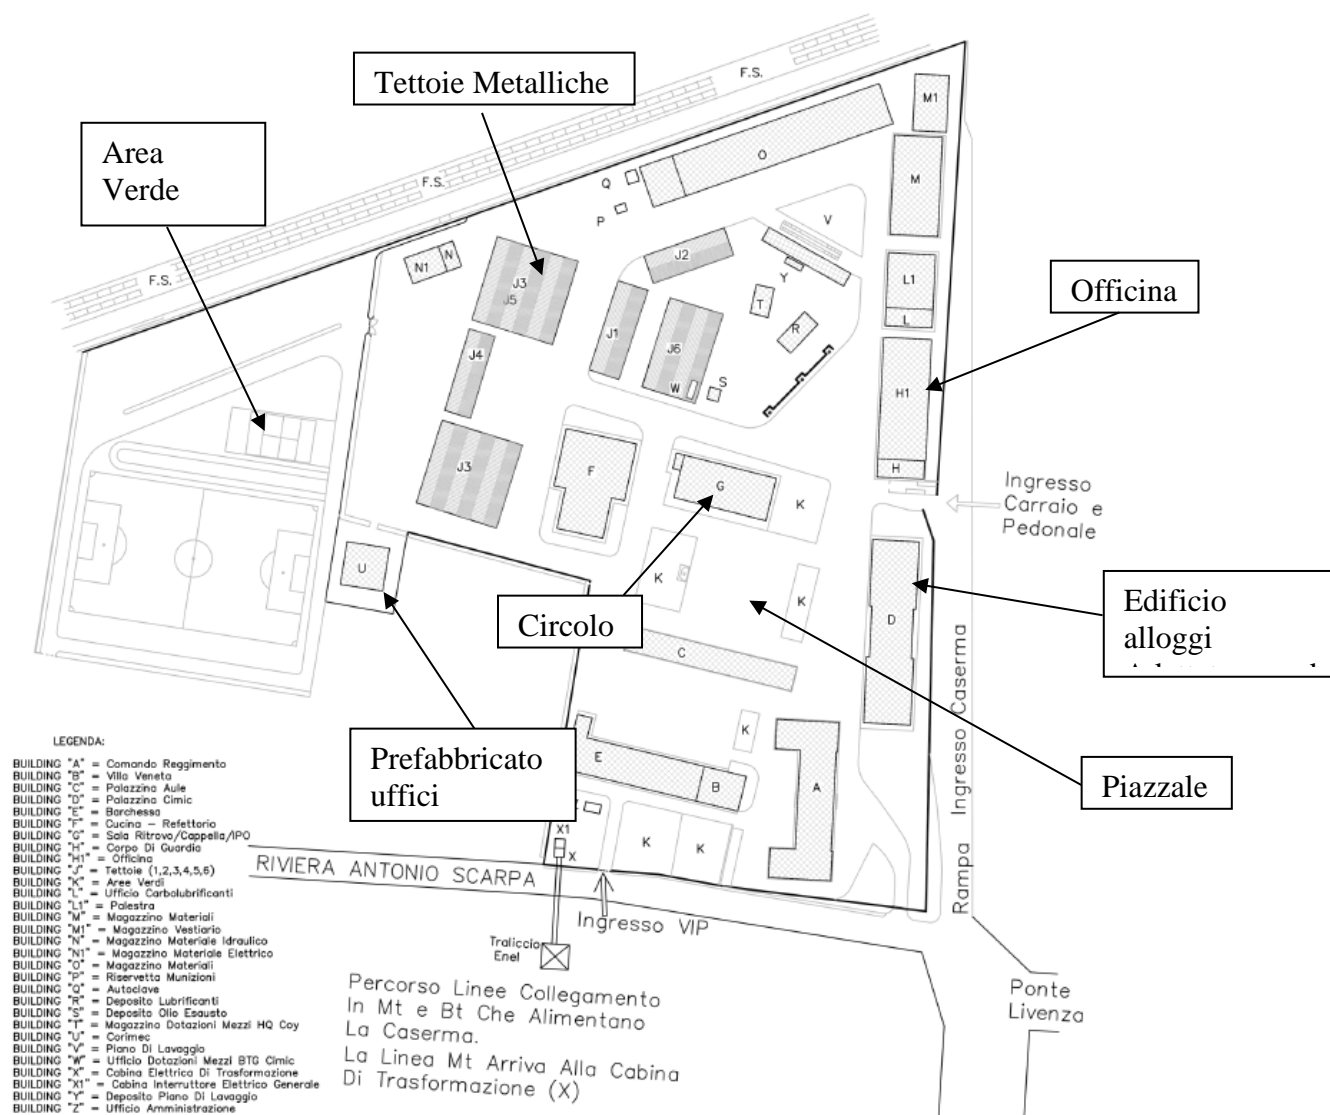 F.S.
Tettoie Metalliche
M1
Area
Verde
O
F.S.
Q
M
P
V
J2
N
N1
F.S.
Y
J3
J5
L1
Officina
T
L
J1
R
J6
J4
S
W
H1
F
J3
H
G
K
Ingresso
Carraio e
Pedonale
U
K
K
Edificio
alloggi
D
Circolo
C
Rampa Ingresso Caserma
K
Prefabbricato
uffici
E
B
A
Piazzale
X1
X
K
K
RIVIERA ANTONIO SCARPA
Ingresso VIP
Traliccio
Enel
Ponte
Livenza
Percorso Linee Collegamento
In Mt e Bt Che Alimentano
La Caserma.
La Linea Mt Arriva Alla Cabina
Di Trasformazione (X)
LEGENDA:
BUILDING "A" = Comando Reggimento
BUILDING "B" = Villa Veneta
BUILDING "C" = Palazzina Aule
BUILDING "D" = Palazzina Cimic
BUILDING "E" = Barchessa
BUILDING "F" = Cucina – Refettorio
BUILDING "G" = Sala Ritrovo/Cappella/IPO
BUILDING "H" = Corpo Di Guardia
BUILDING "H1" = Officina
BUILDING "J" = Tettoie (1,2,3,4,5,6)
BUILDING "K" = Aree Verdi
BUILDING "L" = Ufficio Carbolubrificanti
BUILDING "L1" = Palestra
BUILDING "M" = Magazzino Materiali
BUILDING "M1" = Magazzino Vestiario
BUILDING "N" = Magazzino Materiale Idraulico
BUILDING "N1" = Magazzino Materiale Elettrico
BUILDING "O" = Magazzino Materiali
BUILDING "P" = Riservetta Munizioni
BUILDING "Q" = Autoclave
BUILDING "R" = Deposito Lubrificanti
BUILDING "S" = Deposito Olio Esausto
BUILDING "T" = Magazzino Dotazioni Mezzi HQ Coy
BUILDING "U" = Corimec
BUILDING "V" = Piano Di Lavaggio
BUILDING "W" = Ufficio Dotazioni Mezzi BTG Cimic
BUILDING "X" = Cabina Elettrica Di Trasformazione
BUILDING "X1" = Cabina Interruttore Elettrico Generale
BUILDING "Y" = Deposito Piano Di Lavaggio
BUILDING "Z" = Ufficio Amministrazione